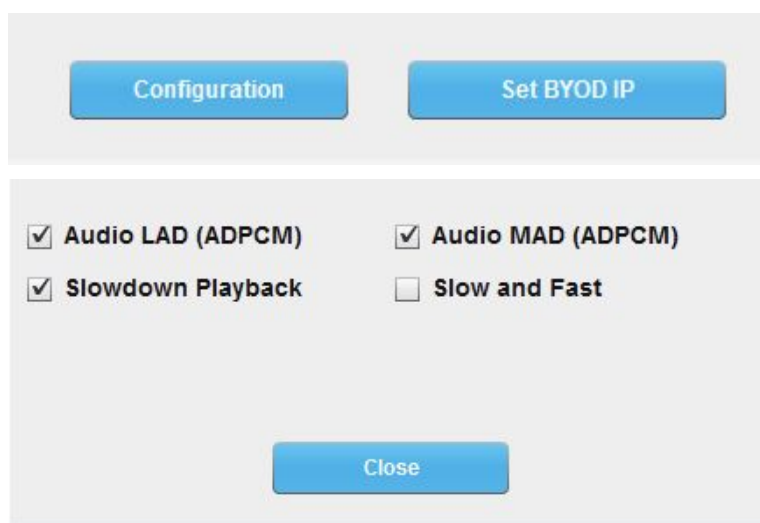 Configuration Set BYOD IP
Audio LAD (ADPCM) Audio MAD (ADPCM)
Slowdown Playback Slow and Fast
Close